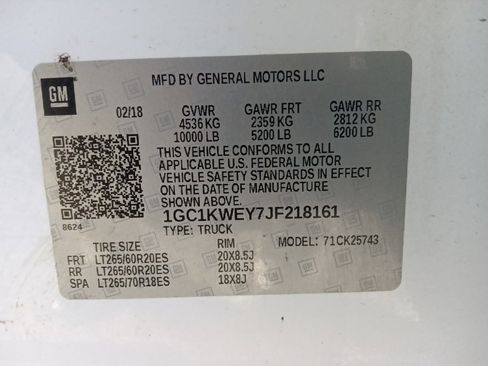 GM
MFD BY GENERAL MOTORS LLC
02/18 GVWR GAWR FRT GAWR RR
4536 KG 2359 KG 2812 KG
10000 LB 5200 LB 6200 LB
THIS VEHICLE CONFORMS TO ALL
APPLICABLE U.S. FEDERAL MOTOR
VEHICLE SAFETY STANDARDS IN EFFECT
ON THE DATE OF MANUFACTURE
SHOWN ABOVE.
1GC1KWEY7JF218161
8624 TYPE: TRUCK
TIRE SIZE RIM MODEL: 71CK25743
FRT LT265/60R20ES 20X8.5J
RR LT265/60R20ES 20X8.5J
SPA LT265/70R18ES 18X8J